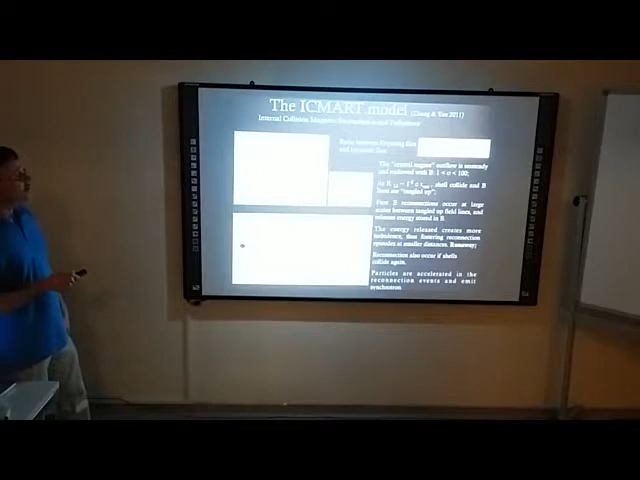 The ICMART model (Zhang & Yan 2011)
Internal Collision Magnetic Reconnection and Turbulence
Ratio between Poynting flux
and baryonic flux:
The "central engine" outflow is unsteady
and endowed with B: 1 < σ < 100;
shell collide and B
lines are "tangled up";
First B reconnections occur at large
scales between tangled up field lines, and
releases energy stored in B
The energy released creates more
turbulence, thus fostering reconnection
episodes at smaller distances. Runaway;
Reconnection also occur if shells
collide again.
Particles are accelerated in the
reconnection events and emit
synchrotron